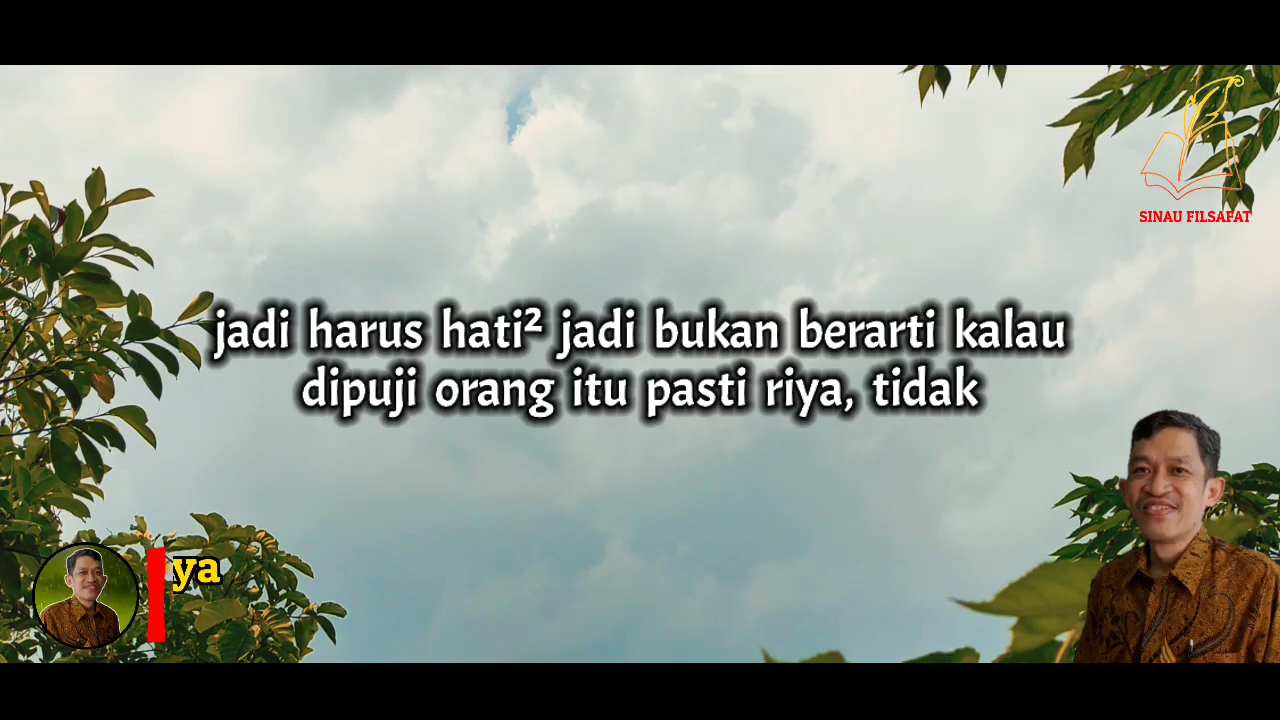 SINAU FILSAFAT
jadi harus hati² jadi bukan berarti kalau
dipuji orang itu pasti riya, tidak
ya